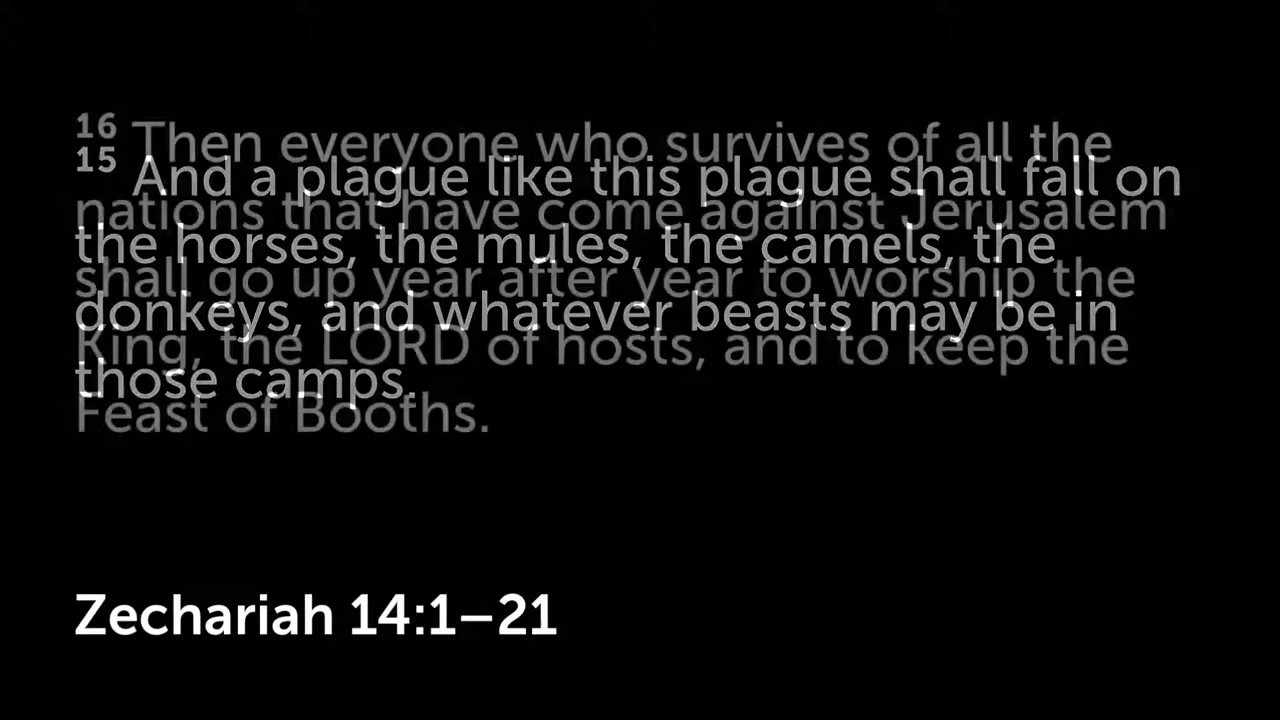 16 Then everyone who survives of all the
nations that have come against Jerusalem
shall go up year after year to worship the
King, the LORD of hosts, and to keep the
Feast of Booths.
15 And a plague like this plague shall fall on
the horses, the mules, the camels, the
donkeys, and whatever beasts may be in
those camps.
Zechariah 14:1–21